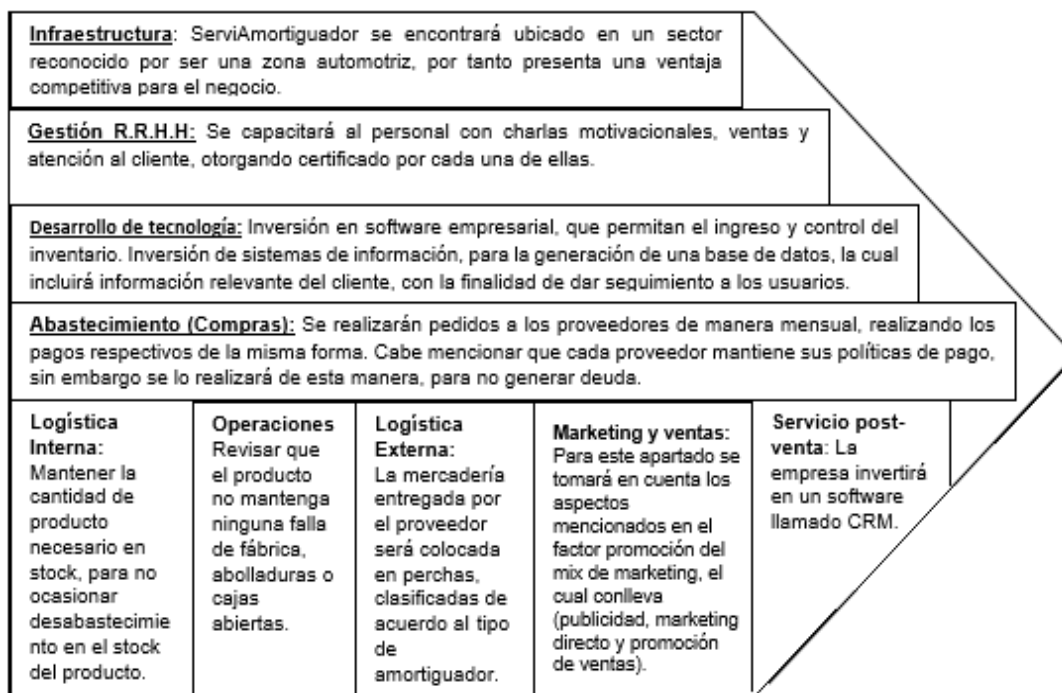 Infraestructura: ServiAmortiguador se encontrará ubicado en un sector
reconocido por ser una zona automotriz, por tanto presenta una ventaja
competitiva para el negocio.
Gestión R.R.H.H: Se capacitará al personal con charlas motivacionales, ventas y
atención al cliente, otorgando certificado por cada una de ellas.
Desarrollo de tecnología: Inversión en software empresarial, que permitan el ingreso y control del
inventario. Inversión de sistemas de información, para la generación de una base de datos, la cual
incluirá información relevante del cliente, con la finalidad de dar seguimiento a los usuarios.
Abastecimiento (Compras): Se realizarán pedidos a los proveedores de manera mensual, realizando los
pagos respectivos de la misma forma. Cabe mencionar que cada proveedor mantiene sus políticas de pago,
sin embargo se lo realizará de esta manera, para no generar deuda.
Logística
Interna:
Mantener la
cantidad de
producto
necesario en
stock, para no
ocasionar
desabastecimie
nto en el stock
del producto.
Operaciones
Revisar que
el producto
no mantenga
ninguna falla
de fábrica,
abolladuras o
cajas
abiertas.
Logística
Externa:
La mercadería
entregada por
el proveedor
será colocada
en perchas,
clasificadas de
acuerdo al tipo
de
amortiguador.
Marketing y ventas:
Para este apartado se
tomará en cuenta los
aspectos
mencionados en el
factor promoción del
mix de marketing, el
cual conlleva
(publicidad, marketing
directo y promoción
de ventas).
Servicio post-
venta: La
empresa invertirá
en un software
llamado CRM.